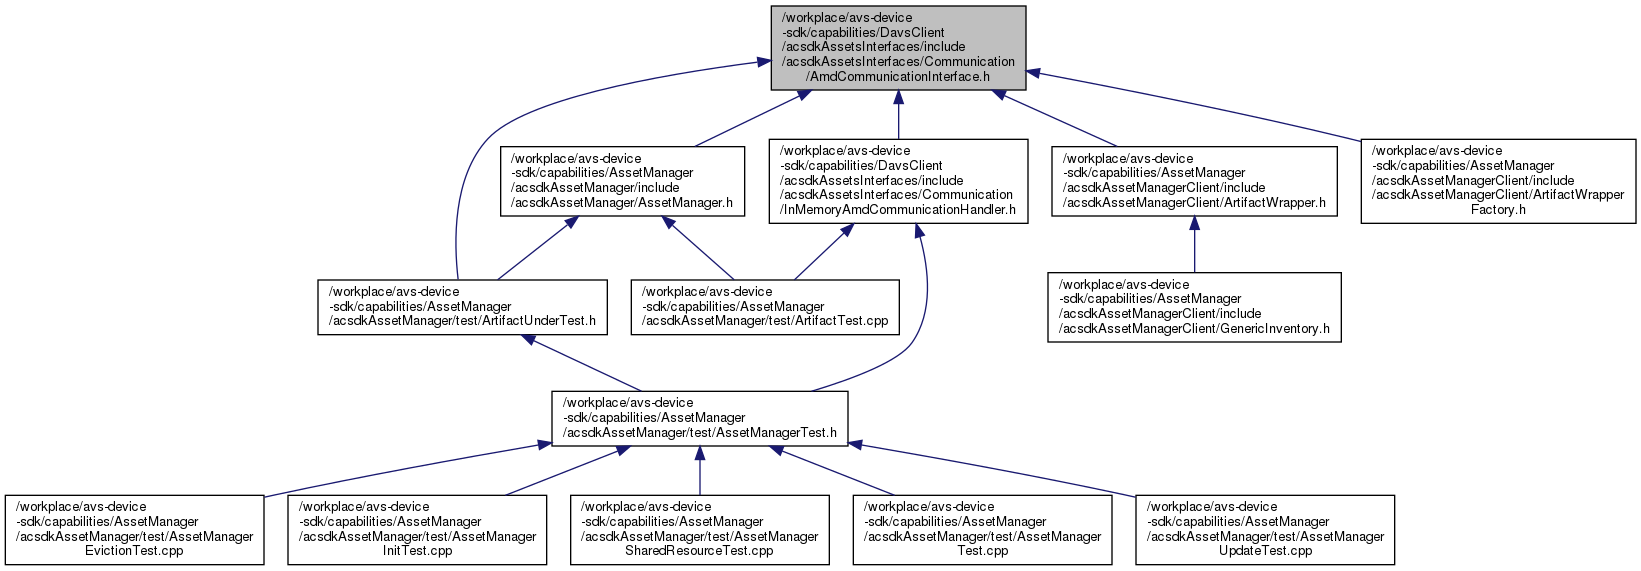 /workplace/avs-device
-sdk/capabilities/DavsClient
/acsdkAssetsInterfaces/include
/acsdkAssetsInterfaces/Communication
/AmdCommunicationInterface.h
/workplace/avs-device
-sdk/capabilities/AssetManager
/acsdkAssetManager/include
/acsdkAssetManager/AssetManager.h
/workplace/avs-device
-sdk/capabilities/DavsClient
/acsdkAssetsInterfaces/include
/acsdkAssetsInterfaces/Communication
/InMemoryAmdCommunicationHandler.h
/workplace/avs-device
-sdk/capabilities/AssetManager
/acsdkAssetManagerClient/include
/acsdkAssetManagerClient/ArtifactWrapper.h
/workplace/avs-device
-sdk/capabilities/AssetManager
/acsdkAssetManagerClient/include
/acsdkAssetManagerClient/ArtifactWrapper
Factory.h
/workplace/avs-device
-sdk/capabilities/AssetManager
/acsdkAssetManager/test/ArtifactUnderTest.h
/workplace/avs-device
-sdk/capabilities/AssetManager
/acsdkAssetManager/test/ArtifactTest.cpp
/workplace/avs-device
-sdk/capabilities/AssetManager
/acsdkAssetManagerClient/include
/acsdkAssetManagerClient/GenericInventory.h
/workplace/avs-device
-sdk/capabilities/AssetManager
/acsdkAssetManager/test/AssetManagerTest.h
/workplace/avs-device
-sdk/capabilities/AssetManager
/acsdkAssetManager/test/AssetManager
EvictionTest.cpp
/workplace/avs-device
-sdk/capabilities/AssetManager
/acsdkAssetManager/test/AssetManager
InitTest.cpp
/workplace/avs-device
-sdk/capabilities/AssetManager
/acsdkAssetManager/test/AssetManager
SharedResourceTest.cpp
/workplace/avs-device
-sdk/capabilities/AssetManager
/acsdkAssetManager/test/AssetManager
Test.cpp
/workplace/avs-device
-sdk/capabilities/AssetManager
/acsdkAssetManager/test/AssetManager
UpdateTest.cpp